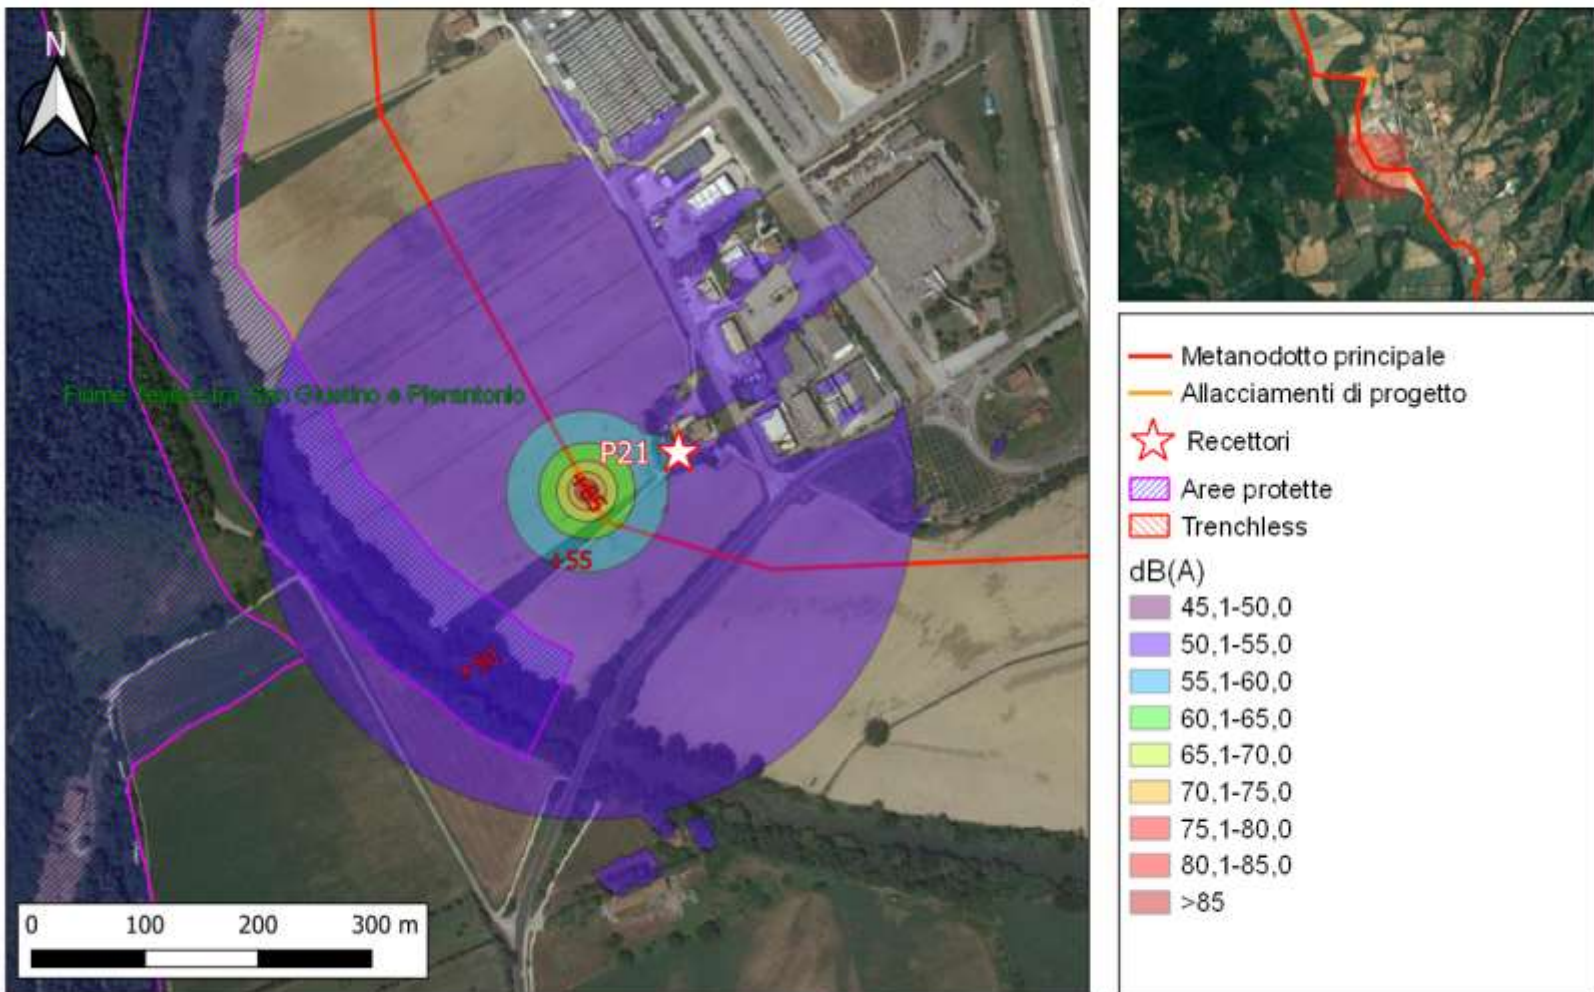 N
Fiume Tevere tra San Giustino e Pierantonio
P21
+55
0 100 200 300 m
Metanodotto principale
Allacciamenti di progetto
Recettori
Aree protette
Trenchless
dB(A)
45,1-50,0
50,1-55,0
55,1-60,0
60,1-65,0
65,1-70,0
70,1-75,0
75,1-80,0
80,1-85,0
>85